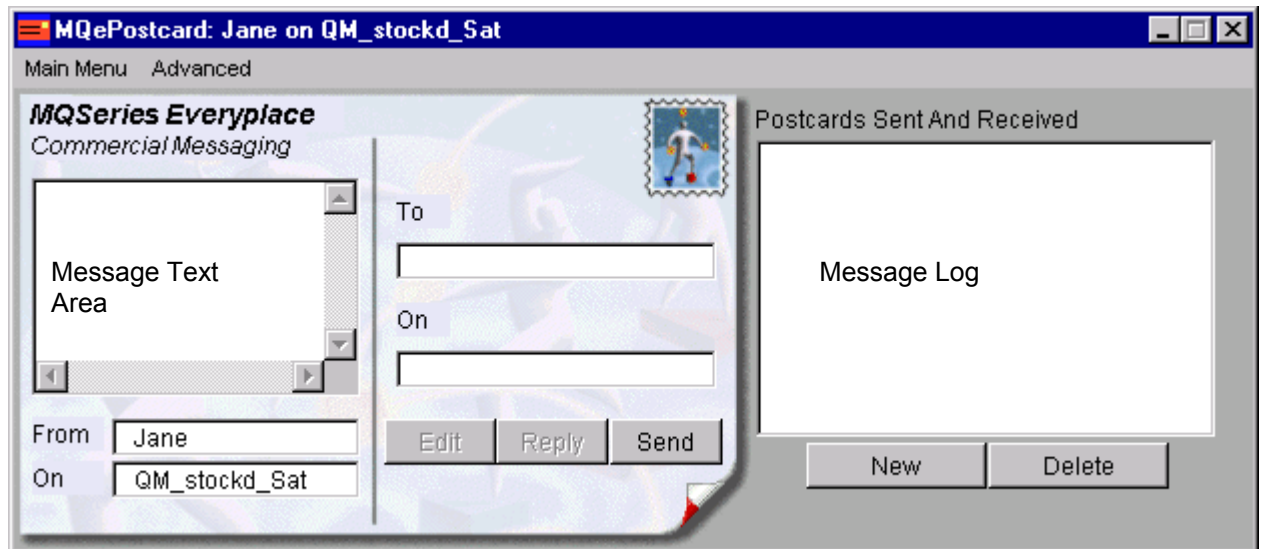 MQePostcard: Jane on QM_stockd_Sat
Main Menu Advanced
MQSeries Everyplace
Commercial Messaging
Message Text
Area
From Jane
On QM_stockd_Sat
To
On
Edit Reply Send
Postcards Sent And Received
Message Log
New Delete